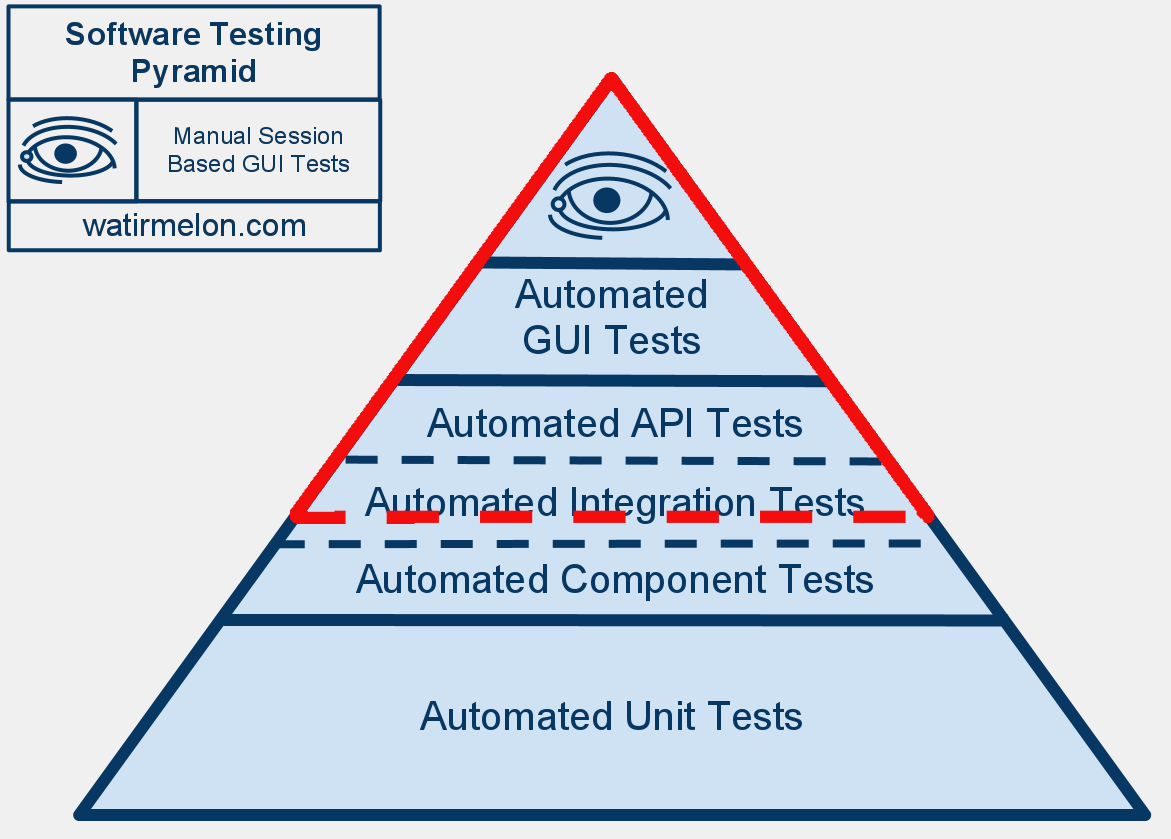 Software Testing
Pyramid
Manual Session
Based GUI Tests
watirmelon.com
Automated
GUI Tests
Automated API Tests
Automated Integration Tests
Automated Component Tests
Automated Unit Tests